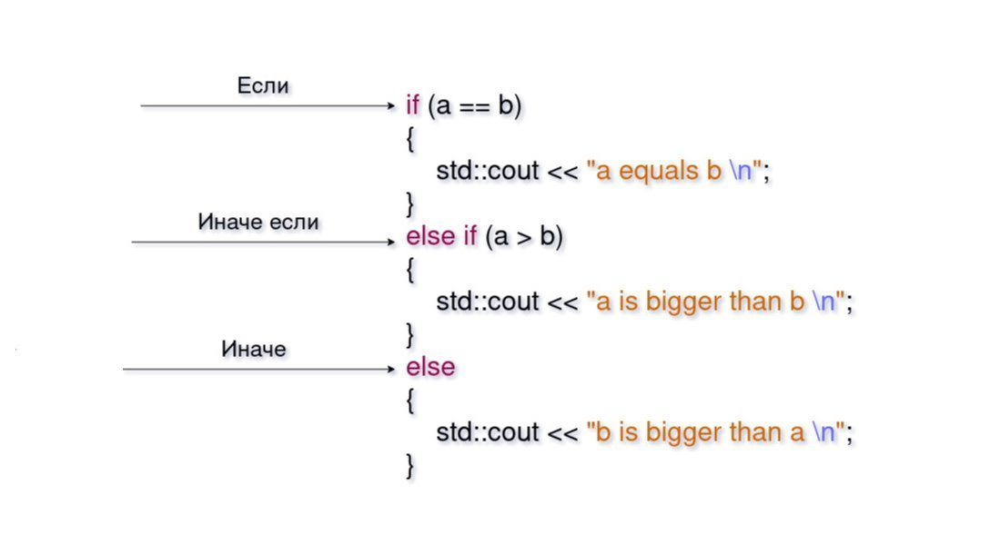 Если
if (a == b)
{
std::cout << "a equals b \n";
}
Иначе если
else if (a > b)
{
std::cout << "a is bigger than b \n";
}
Иначе
else
{
std::cout << "b is bigger than a \n";
}